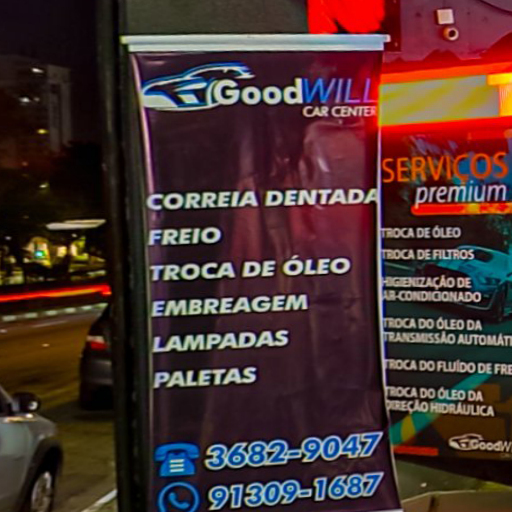 GoodWILL
CAR CENTER
CORREIA DENTADA
FREIO
TROCA DE ÓLEO
EMBREAGEM
LAMPADAS
PALETAS
3682-9047
91309-1687
SERVIÇOS
premium
TROCA DE ÓLEO
TROCA DE FILTROS
HIGIENIZAÇÃO DE
AR-CONDICIONADO
TROCA DO ÓLEO DA
TRANSMISSÃO AUTOMÁTI
TROCA DO FLUÍDO DE FRE
TROCA DO ÓLEO DA
DIREÇÃO HIDRÁULICA
GoodW